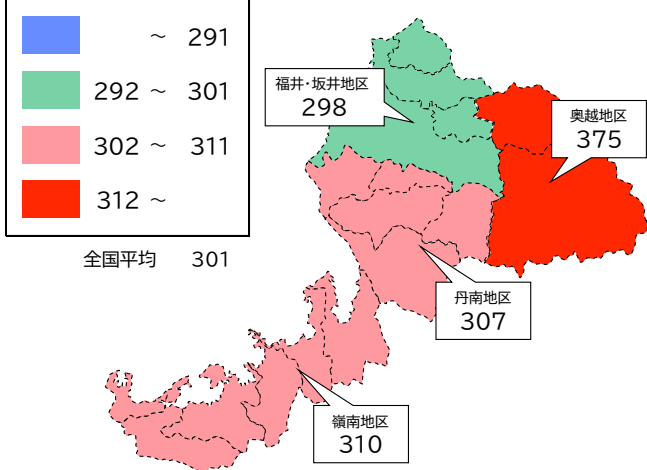 ～ 291
292 ～ 301
302 ～ 311
312 ～
全国平均 301
福井・坂井地区
298
奥越地区
375
丹南地区
307
嶺南地区
310